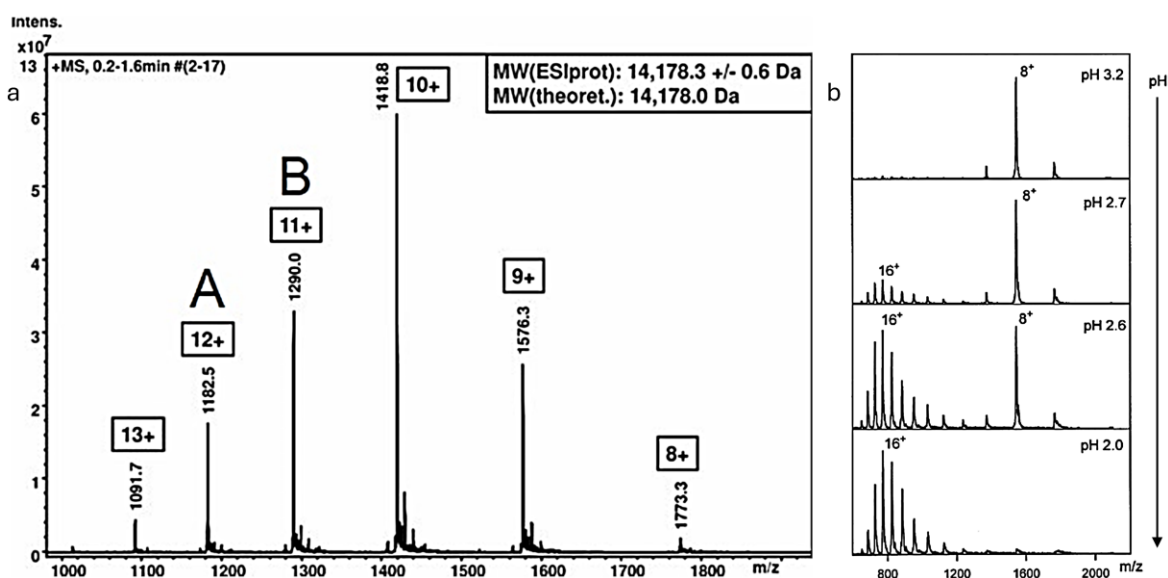 Intens.
x10⁷
a
+MS, 0.2-1.6min #(2-17)
MW(ESIprot): 14,178.3 +/- 0.6 Da
MW(theoret.): 14,178.0 Da
13
6
5
4
3
2
1
0
13+
1091.7
A
12+
1182.5
B
11+
1290.0
1418.8
10+
9+
1576.3
8+
1773.3
1000 1100 1200 1300 1400 1500 1600 1700 1800 m/z
b
pH 3.2
8⁺
pH 2.7
16⁺
8⁺
pH 2.6
16⁺
8⁺
pH 2.0
16⁺
800 1200 1600 2000 m/z
pH